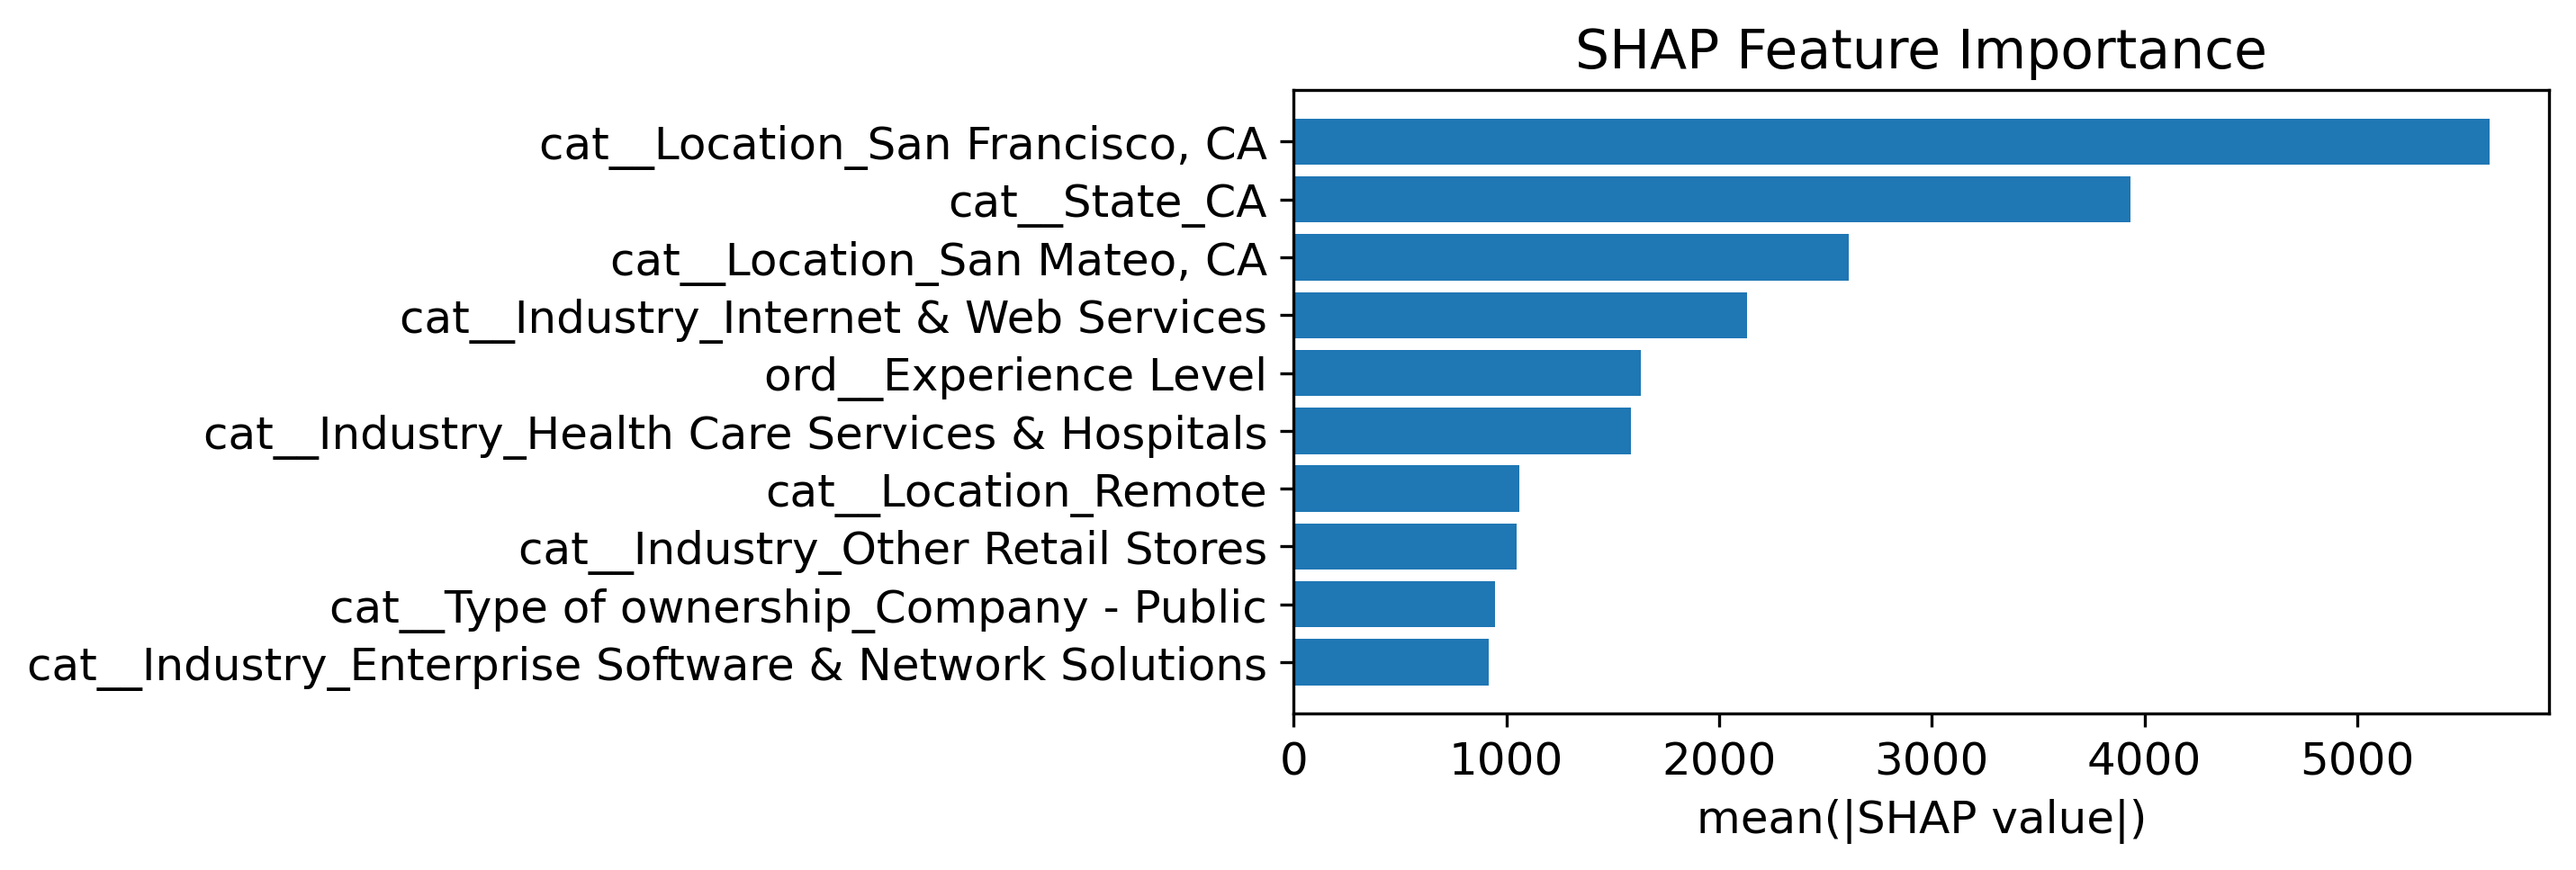 SHAP Feature Importance
cat__Location_San Francisco, CA
cat__State_CA
cat__Location_San Mateo, CA
cat__Industry_Internet & Web Services
ord__Experience Level
cat__Industry_Health Care Services & Hospitals
cat__Location_Remote
cat__Industry_Other Retail Stores
cat__Type of ownership_Company - Public
cat__Industry_Enterprise Software & Network Solutions
0 1000 2000 3000 4000 5000
mean(|SHAP value|)